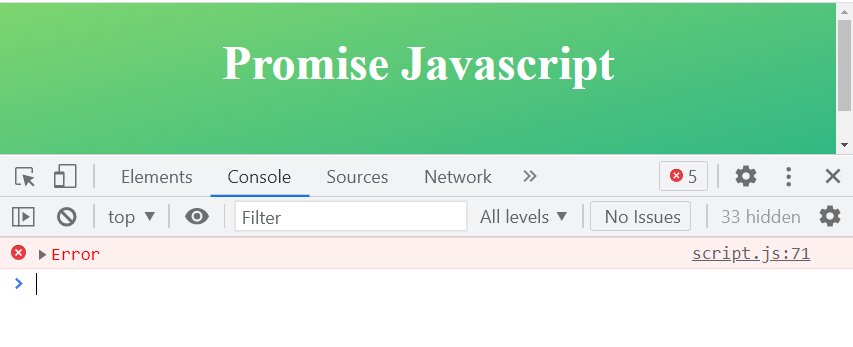 Promise Javascript
Elements Console Sources Network 5
top Filter All levels No Issues 33 hidden
Error script.js:71